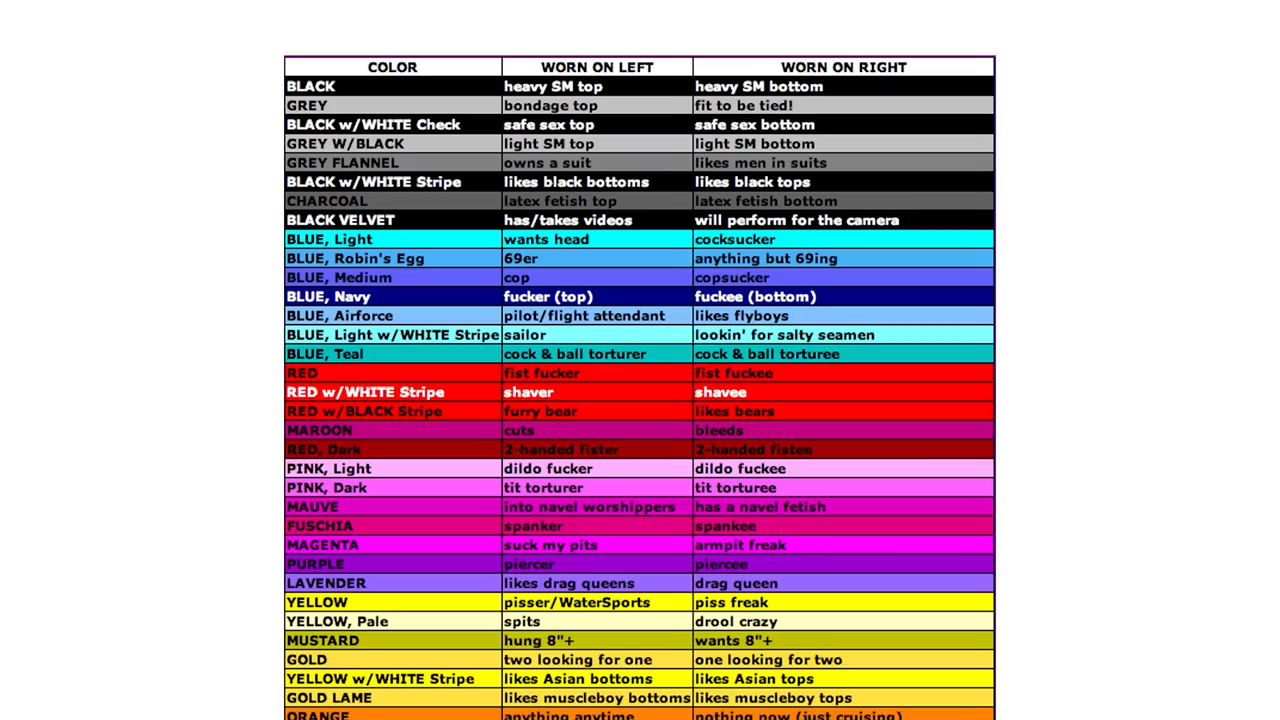 COLOR WORN ON LEFT WORN ON RIGHT
BLACK heavy SM top heavy SM bottom
GREY bondage top fit to be tied!
BLACK w/WHITE Check safe sex top safe sex bottom
GREY W/BLACK light SM top light SM bottom
GREY FLANNEL owns a suit likes men in suits
BLACK w/WHITE Stripe likes black bottoms likes black tops
CHARCOAL latex fetish top latex fetish bottom
BLACK VELVET has/takes videos will perform for the camera
BLUE, Light wants head cocksucker
BLUE, Robin's Egg 69er anything but 69ing
BLUE, Medium cop copsucker
BLUE, Navy fucker (top) fuckee (bottom)
BLUE, Airforce pilot/flight attendant likes flyboys
BLUE, Light w/WHITE Stripe sailor lookin' for salty seamen
BLUE, Teal cock & ball torturer cock & ball torturee
RED fist fucker fist fuckee
RED w/WHITE Stripe shaver shavee
RED w/BLACK Stripe furry bear likes bears
MAROON cuts bleeds
RED, Dark 2-handed fister 2-handed fistee
PINK, Light dildo fucker dildo fuckee
PINK, Dark tit torturer tit torturee
MAUVE into navel worshippers has a navel fetish
FUSCHIA spanker spankee
MAGENTA suck my pits armpit freak
PURPLE piercer piercee
LAVENDER likes drag queens drag queen
YELLOW pisser/WaterSports piss freak
YELLOW, Pale spits drool crazy
MUSTARD hung 8"+ wants 8"+
GOLD two looking for one one looking for two
YELLOW w/WHITE Stripe likes Asian bottoms likes Asian tops
GOLD LAME likes muscleboy bottoms likes muscleboy tops
ORANGE anything anytime nothing now (just cruising)